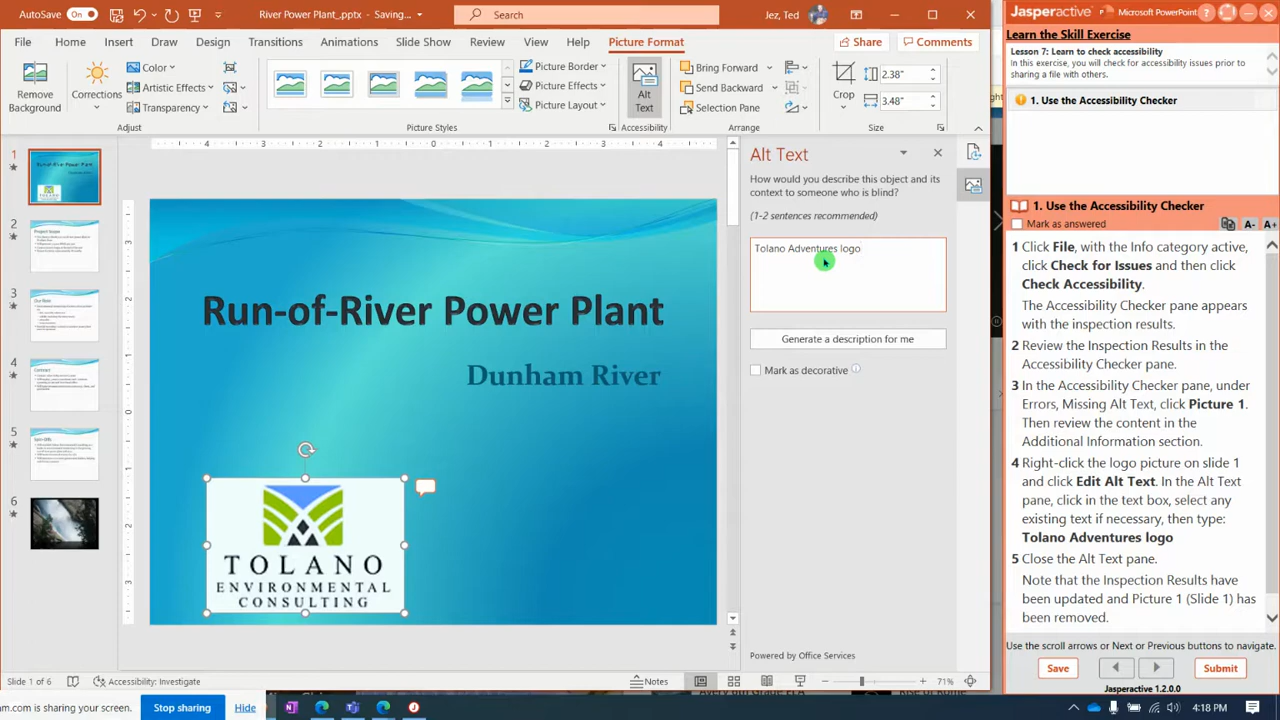 AutoSave
River Power Plant_.pptx - Saving...
Search
Jez, Ted
File Home Insert Draw Design Transitions Animations Slide Show Review View Help Picture Format
Share
Comments
Remove Background
Corrections
Color
Artistic Effects
Transparency
Adjust
Picture Styles
Picture Border
Picture Effects
Picture Layout
Alt Text
Accessibility
Bring Forward
Send Backward
Selection Pane
Arrange
Crop
2.38"
3.48"
Size
1
2
3
4
5
6
Run-of-River Power Plant
Dunham River
TOLANO
ENVIRONMENTAL
CONSULTING
Alt Text
How would you describe this object and its
context to someone who is blind?
(1-2 sentences recommended)
Tolano Adventures logo
Generate a description for me
Mark as decorative
Powered by Office Services
Slide 1 of 6
Accessibility: Investigate
Notes
71%
Jasperactive
Microsoft PowerPoint
Learn the Skill Exercise
Lesson 7: Learn to check accessibility
In this exercise, you will check for accessibility issues prior to
sharing a file with others.
1. Use the Accessibility Checker
1. Use the Accessibility Checker
Mark as answered
A- A+
1 Click File, with the Info category active,
click Check for Issues and then click
Check Accessibility.
The Accessibility Checker pane appears
with the inspection results.
2 Review the Inspection Results in the
Accessibility Checker pane.
3 In the Accessibility Checker pane, under
Errors, Missing Alt Text, click Picture 1.
Then review the content in the
Additional Information section.
4 Right-click the logo picture on slide 1
and click Edit Alt Text. In the Alt Text
pane, click in the text box, select any
existing text if necessary, then type:
Tolano Adventures logo
5 Close the Alt Text pane.
Note that the Inspection Results have
been updated and Picture 1 (Slide 1) has
been removed.
Use the scroll arrows or Next or Previous buttons to navigate.
Save
Submit
Jasperactive 1.2.0.0
m.com is sharing your screen.
Stop sharing
Hide
4:18 PM